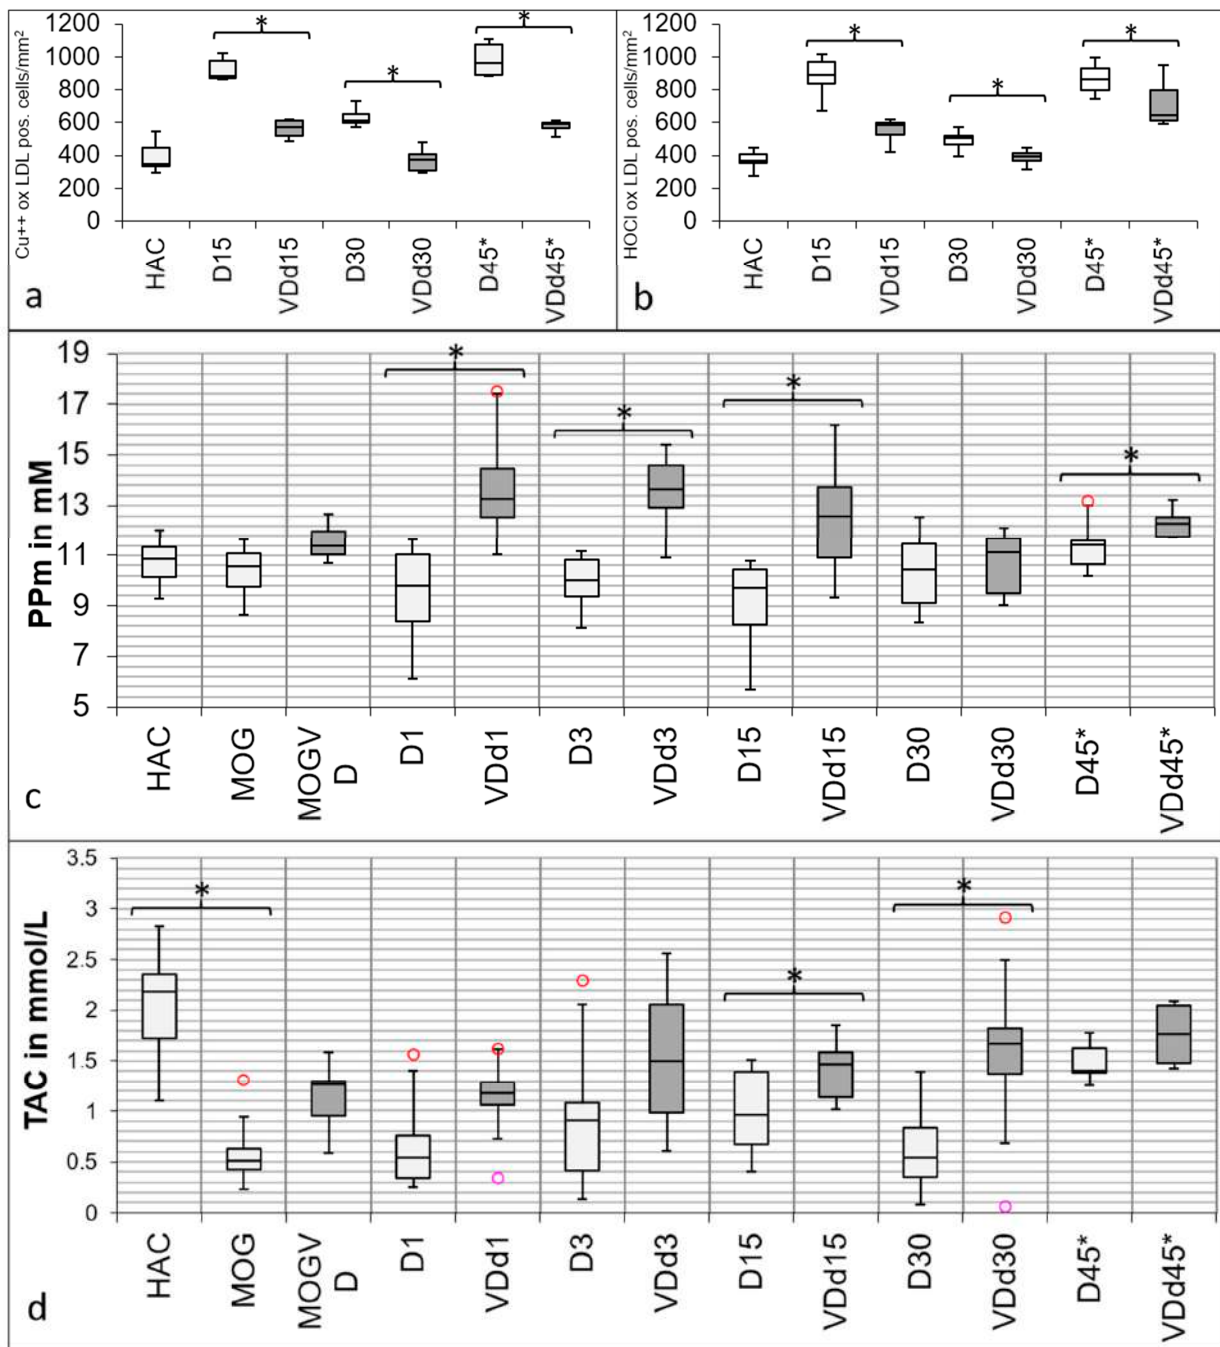 Cu++ ox LDL pos. cells/mm²
1200
1000
800
600
400
200
0
*
*
*
HAC
D15
VDd15
D30
VDd30
D45*
VDd45*
a
HOCl ox LDL pos. cells/mm²
1200
1000
800
600
400
200
0
*
*
*
HAC
D15
VDd15
D30
VDd30
D45*
VDd45*
b
PPm in mM
19
17
15
13
11
9
7
5
*
*
*
*
HAC
MOG
MOGV
D
D1
VDd1
D3
VDd3
D15
VDd15
D30
VDd30
D45*
VDd45*
c
TAC in mmol/L
3.5
3
2.5
2
1.5
1
0.5
0
*
*
*
HAC
MOG
MOGV
D
D1
VDd1
D3
VDd3
D15
VDd15
D30
VDd30
D45*
VDd45*
d